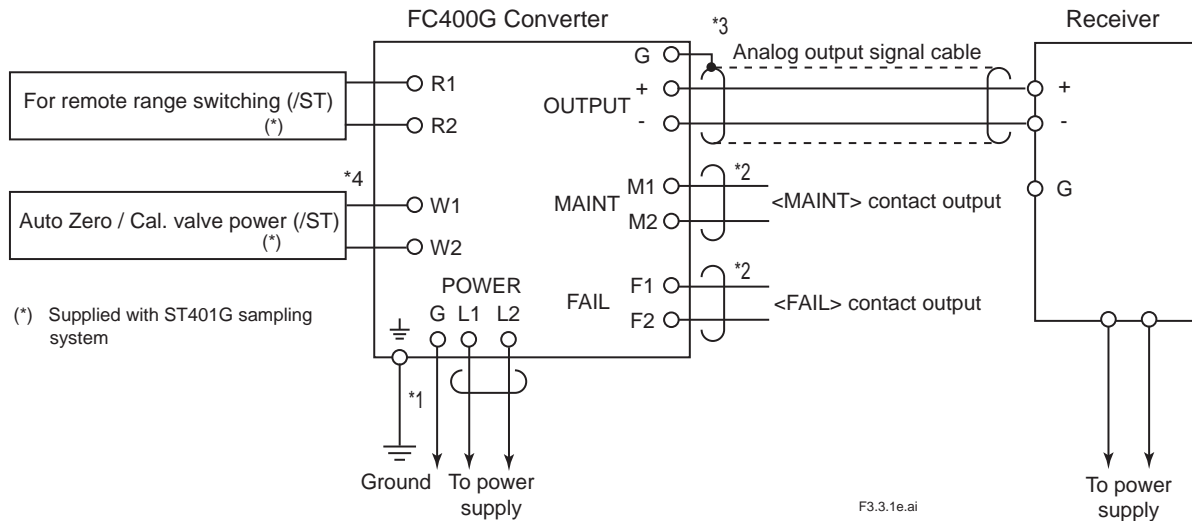 FC400G Converter
Receiver
*3
G
Analog output signal cable
For remote range switching (/ST)
(*)
R1
R2
OUTPUT
+
-
+
-
*4
Auto Zero / Cal. valve power (/ST)
(*)
W1
W2
MAINT
M1
M2
*2
<MAINT> contact output
G
POWER
G L1 L2
FAIL
F1
F2
*2
<FAIL> contact output
(*) Supplied with ST401G sampling
system
*1
Ground
To power
supply
F3.3.1e.ai
To power
supply